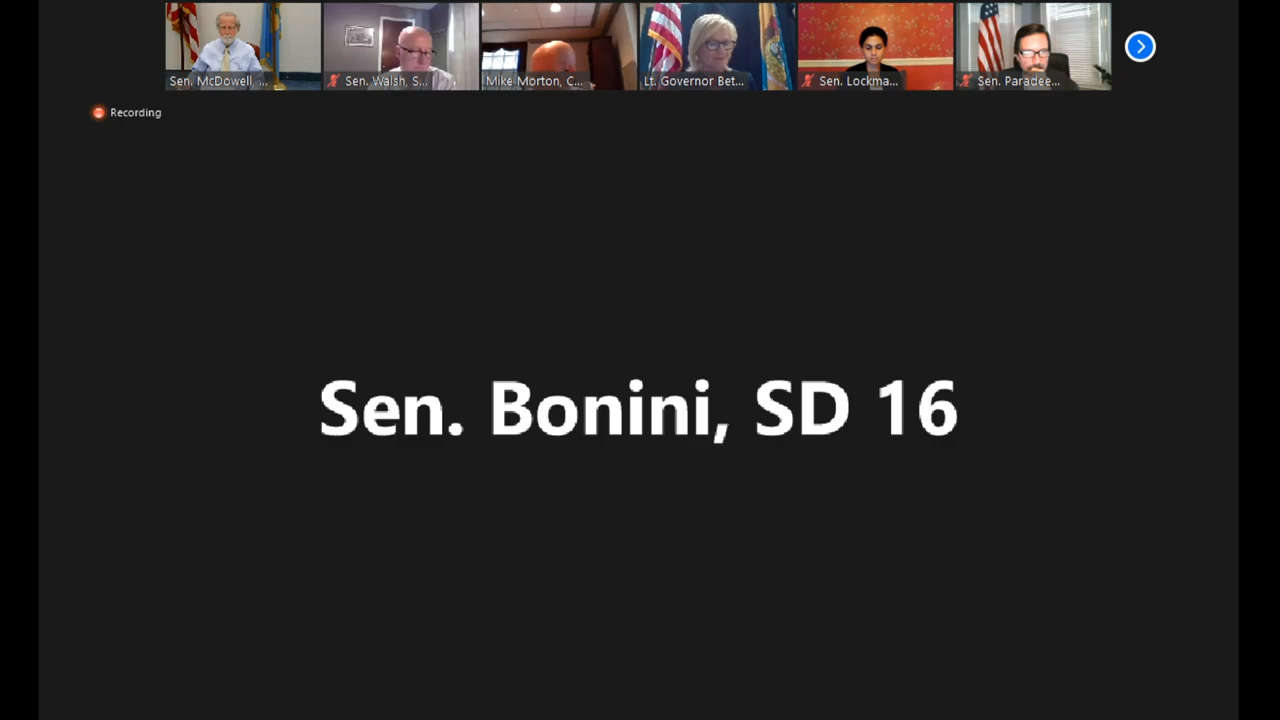 Sen. McDowell, ...
Sen. Walsh, S...
Mike Morton, C...
Lt. Governor Bet...
Sen. Lockma...
Sen. Paradee...
Recording
Sen. Bonini, SD 16